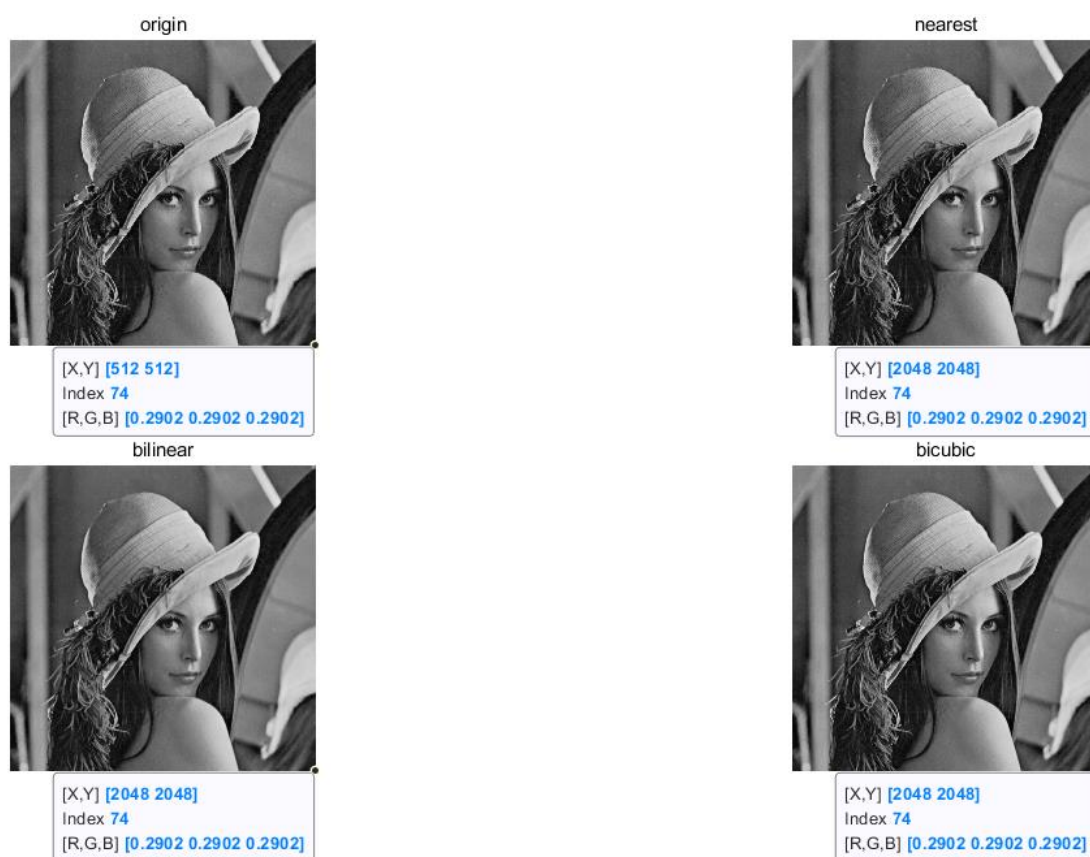 origin
nearest
[X,Y] [512 512]
Index 74
[R,G,B] [0.2902 0.2902 0.2902]
[X,Y] [2048 2048]
Index 74
[R,G,B] [0.2902 0.2902 0.2902]
bilinear
bicubic
[X,Y] [2048 2048]
Index 74
[R,G,B] [0.2902 0.2902 0.2902]
[X,Y] [2048 2048]
Index 74
[R,G,B] [0.2902 0.2902 0.2902]